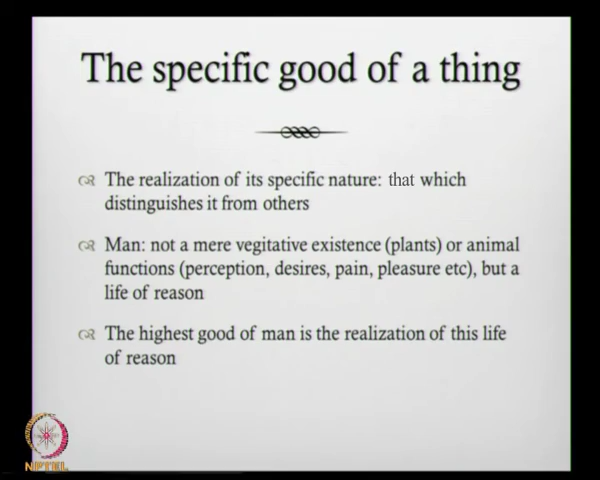 The specific good of a thing
The realization of its specific nature: that which
distinguishes it from others
Man: not a mere vegitative existence (plants) or animal
functions (perception, desires, pain, pleasure etc), but a
life of reason
The highest good of man is the realization of this life
of reason
NPTEL